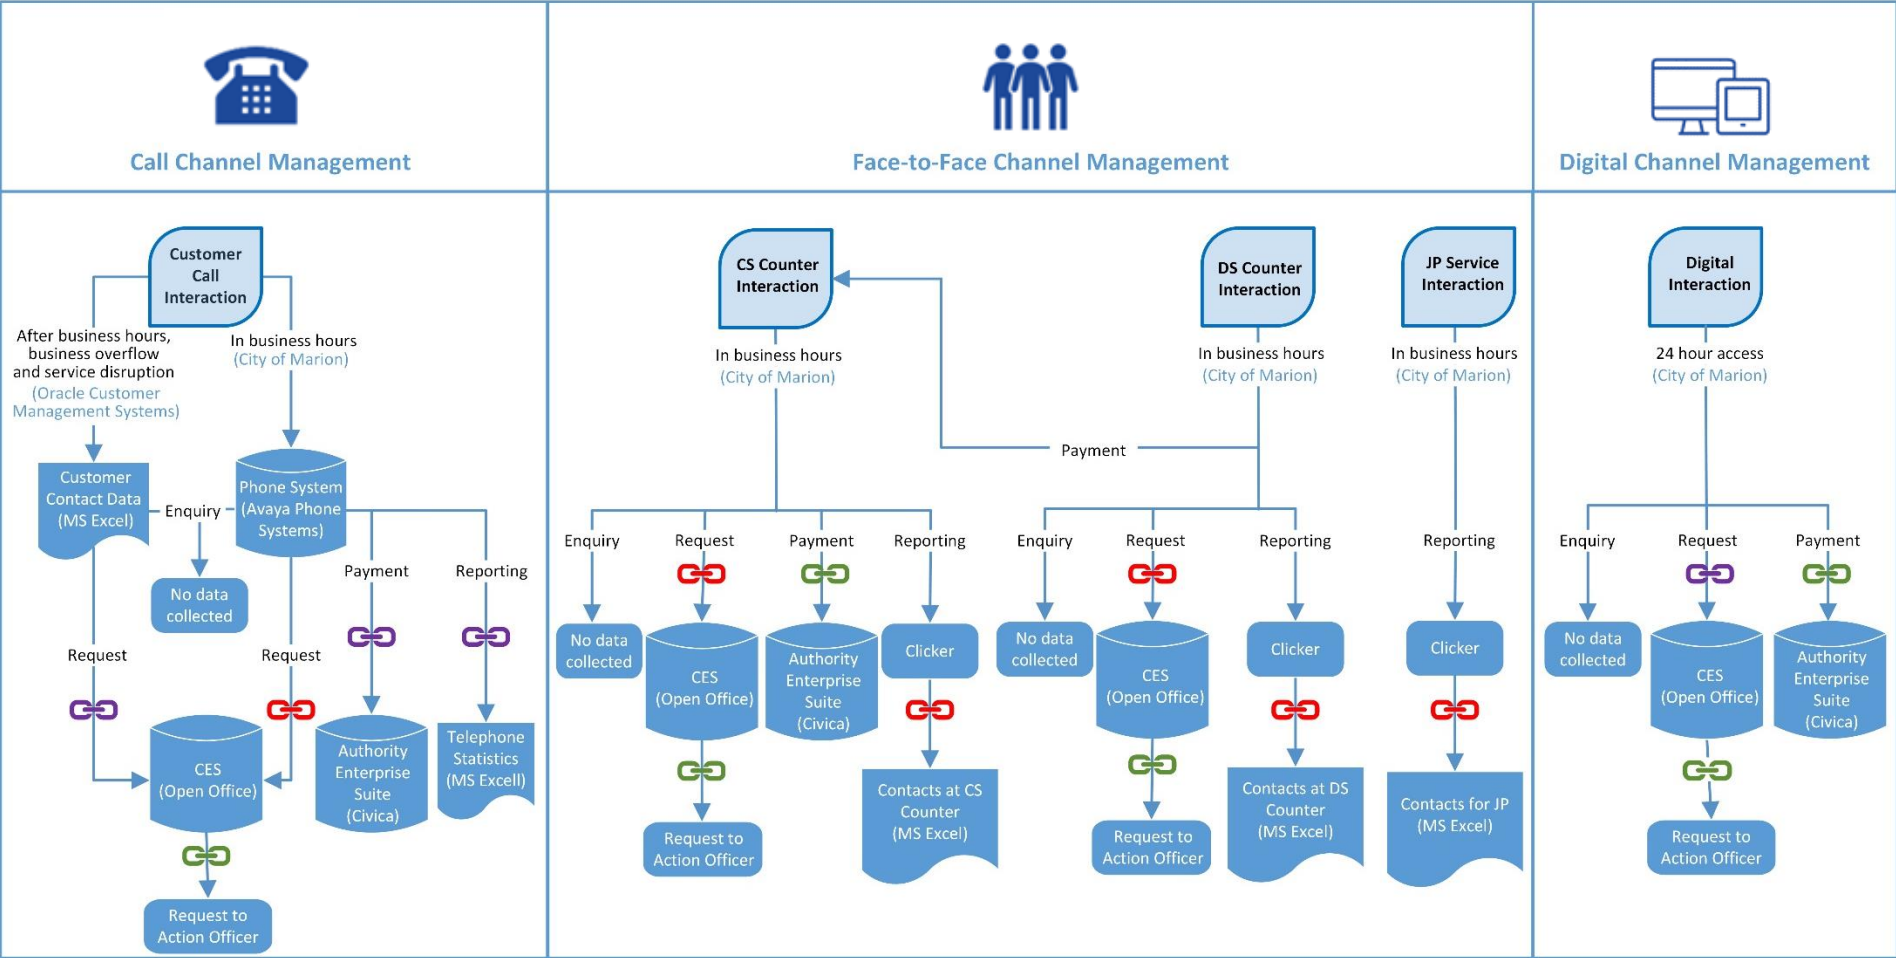 Call Channel Management
Face-to-Face Channel Management
Digital Channel Management
Customer
Call
Interaction
After business hours,
business overflow
and service disruption
(Oracle Customer
Management Systems)
In business hours
(City of Marion)
Customer
Contact Data
(MS Excel)
Enquiry
Phone System
(Avaya Phone
Systems)
No data
collected
Payment
Reporting
Request
Request
CES
(Open Office)
Authority
Enterprise
Suite
(Civica)
Telephone
Statistics
(MS Excell)
Request to
Action Officer
CS Counter
Interaction
In business hours
(City of Marion)
DS Counter
Interaction
In business hours
(City of Marion)
JP Service
Interaction
In business hours
(City of Marion)
Payment
Enquiry
Request
Payment
Reporting
No data
collected
CES
(Open Office)
Authority
Enterprise
Suite
(Civica)
Clicker
Request to
Action Officer
Contacts at CS
Counter
(MS Excel)
Enquiry
Request
Reporting
No data
collected
CES
(Open Office)
Clicker
Request to
Action Officer
Contacts at DS
Counter
(MS Excel)
Reporting
Clicker
Contacts for JP
(MS Excel)
Digital
Interaction
24 hour access
(City of Marion)
Enquiry
Request
Payment
No data
collected
CES
(Open Office)
Authority
Enterprise
Suite
(Civica)
Request to
Action Officer